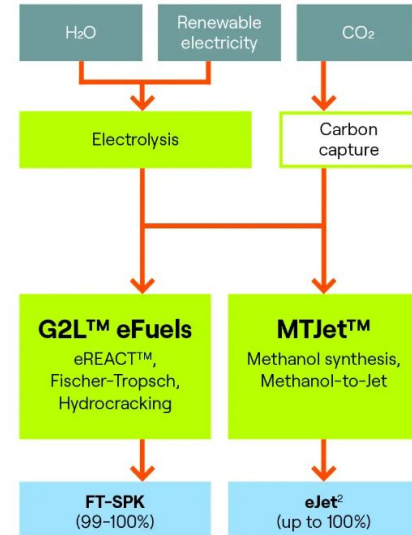 H₂O
Renewable
electricity
CO₂
Electrolysis
Carbon
capture
G2L™ eFuels
eREACT™,
Fischer-Tropsch,
Hydrocracking
MTJet™
Methanol synthesis,
Methanol-to-Jet
FT-SPK
(99-100%)
eJet²
(up to 100%)